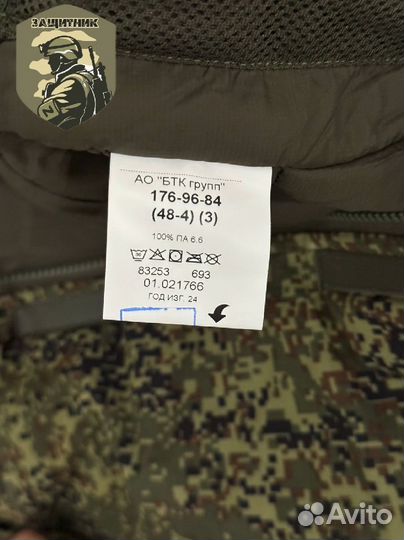 ЗАЩИТНИК
АО "БТК групп"
176-96-84
(48-4) (3)
100% ПА 6.6
83253 693
01.021766
ГОД ИЗГ. 24
Z
Avito